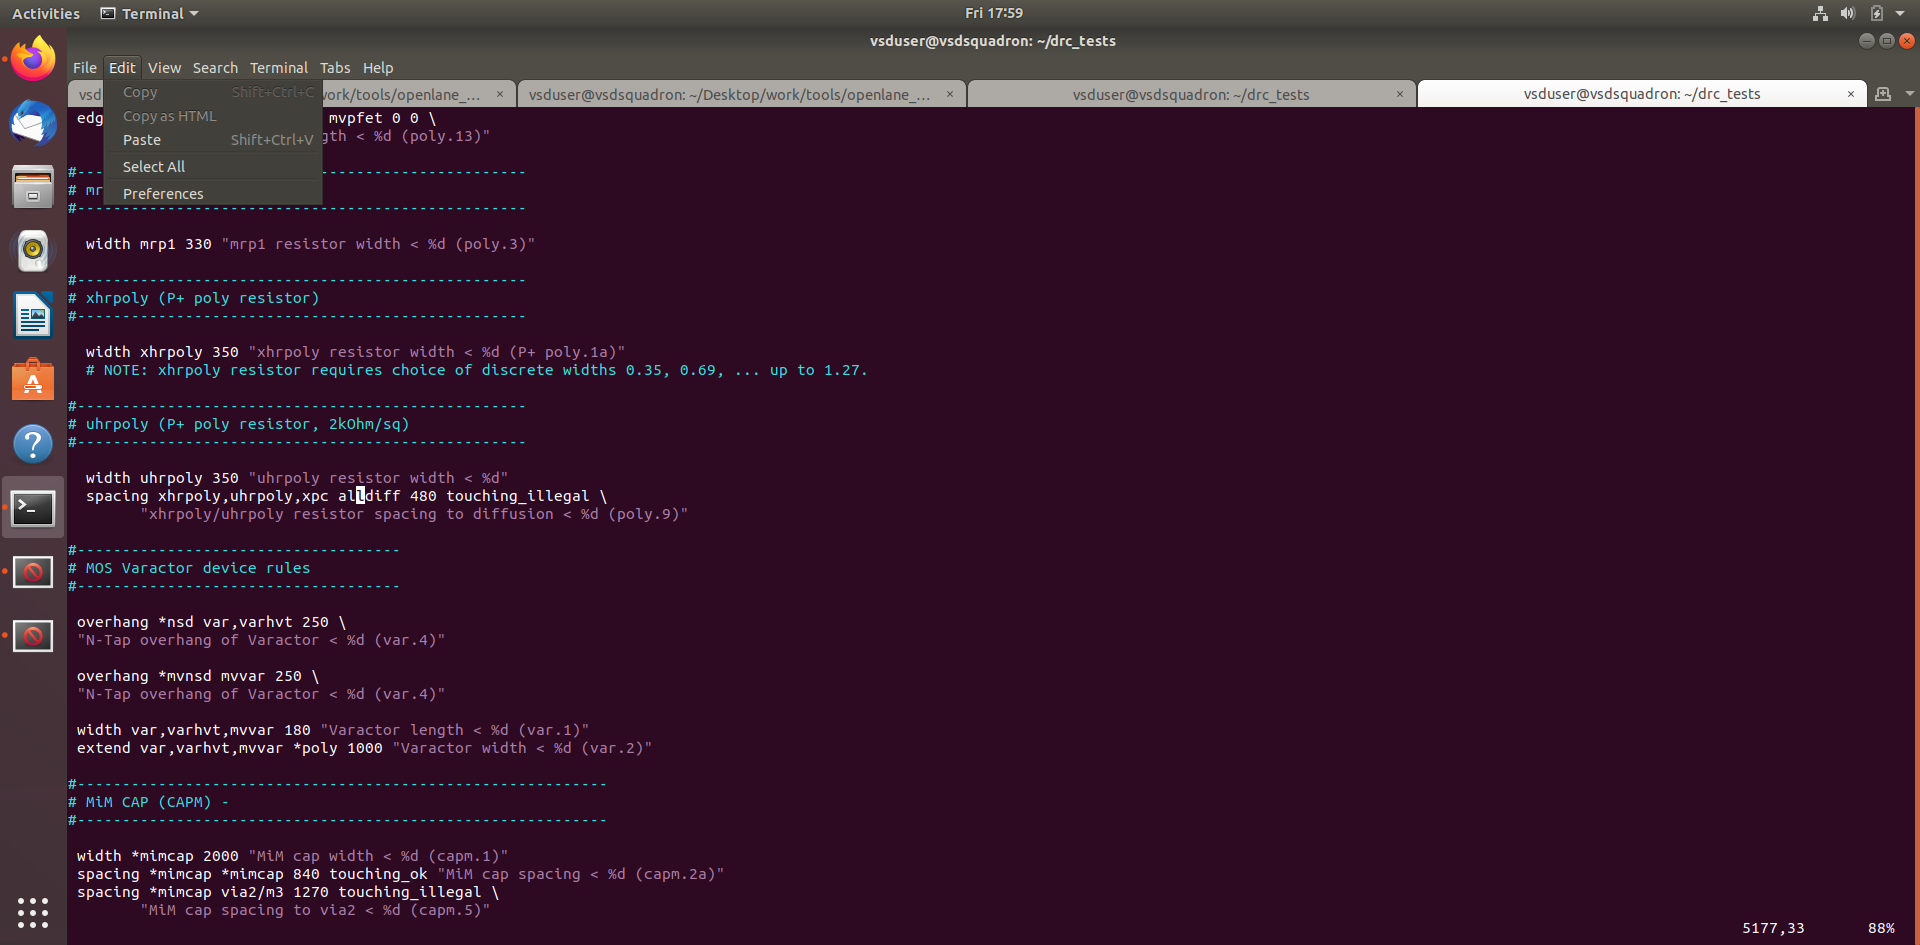 Activities Terminal Fri 17:59
vsduser@vsdsquadron: ~/drc_tests
File Edit View Search Terminal Tabs Help
vsd ork/tools/openlane_... × vsduser@vsdsquadron: ~/Desktop/work/tools/openlane_... × vsduser@vsdsquadron: ~/drc_tests × vsduser@vsdsquadron: ~/drc_tests ×
Copy Shift+Ctrl+C
Copy as HTML
Paste Shift+Ctrl+V
Select All
Preferences
edg mvpfet 0 0 \
gth < %d (poly.13)"
#--- -----------------------
# mr
#--------------------------------------------------
width mrp1 330 "mrp1 resistor width < %d (poly.3)"
#--------------------------------------------------
# xhrpoly (P+ poly resistor)
#--------------------------------------------------
width xhrpoly 350 "xhrpoly resistor width < %d (P+ poly.1a)"
# NOTE: xhrpoly resistor requires choice of discrete widths 0.35, 0.69, ... up to 1.27.
#--------------------------------------------------
# uhrpoly (P+ poly resistor, 2kOhm/sq)
#--------------------------------------------------
width uhrpoly 350 "uhrpoly resistor width < %d"
spacing xhrpoly,uhrpoly,xpc alldiff 480 touching_illegal \
"xhrpoly/uhrpoly resistor spacing to diffusion < %d (poly.9)"
#------------------------------------
# MOS Varactor device rules
#------------------------------------
overhang *nsd var,varhvt 250 \
"N-Tap overhang of Varactor < %d (var.4)"
overhang *mvnsd mvvar 250 \
"N-Tap overhang of Varactor < %d (var.4)"
width var,varhvt,mvvar 180 "Varactor length < %d (var.1)"
extend var,varhvt,mvvar *poly 1000 "Varactor width < %d (var.2)"
#-----------------------------------------------------------
# MiM CAP (CAPM) -
#-----------------------------------------------------------
width *mimcap 2000 "MiM cap width < %d (capm.1)"
spacing *mimcap *mimcap 840 touching_ok "MiM cap spacing < %d (capm.2a)"
spacing *mimcap via2/m3 1270 touching_illegal \
"MiM cap spacing to via2 < %d (capm.5)"
5177,33 88%